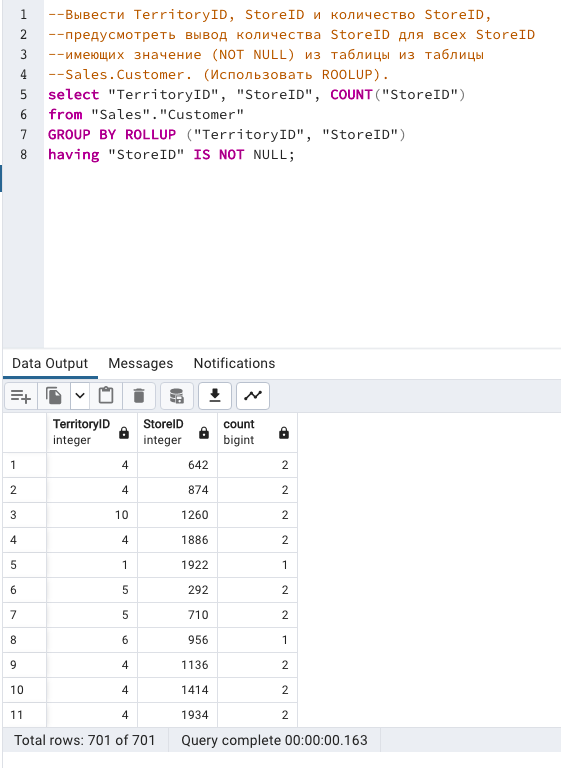 1 --Вывести TerritoryID, StoreID и количество StoreID,
2 --предусмотреть вывод количества StoreID для всех StoreID
3 --имеющих значение (NOT NULL) из таблицы из таблицы
4 --Sales.Customer. (Использовать ROOLUP).
5 select "TerritoryID", "StoreID", COUNT("StoreID")
6 from "Sales"."Customer"
7 GROUP BY ROLLUP ("TerritoryID", "StoreID")
8 having "StoreID" IS NOT NULL;
Data Output Messages Notifications
TerritoryID StoreID count
integer integer bigint
1 4 642 2
2 4 874 2
3 10 1260 2
4 4 1886 2
5 1 1922 1
6 5 292 2
7 5 710 2
8 6 956 1
9 4 1136 2
10 4 1414 2
11 4 1934 2
Total rows: 701 of 701 Query complete 00:00:00.163